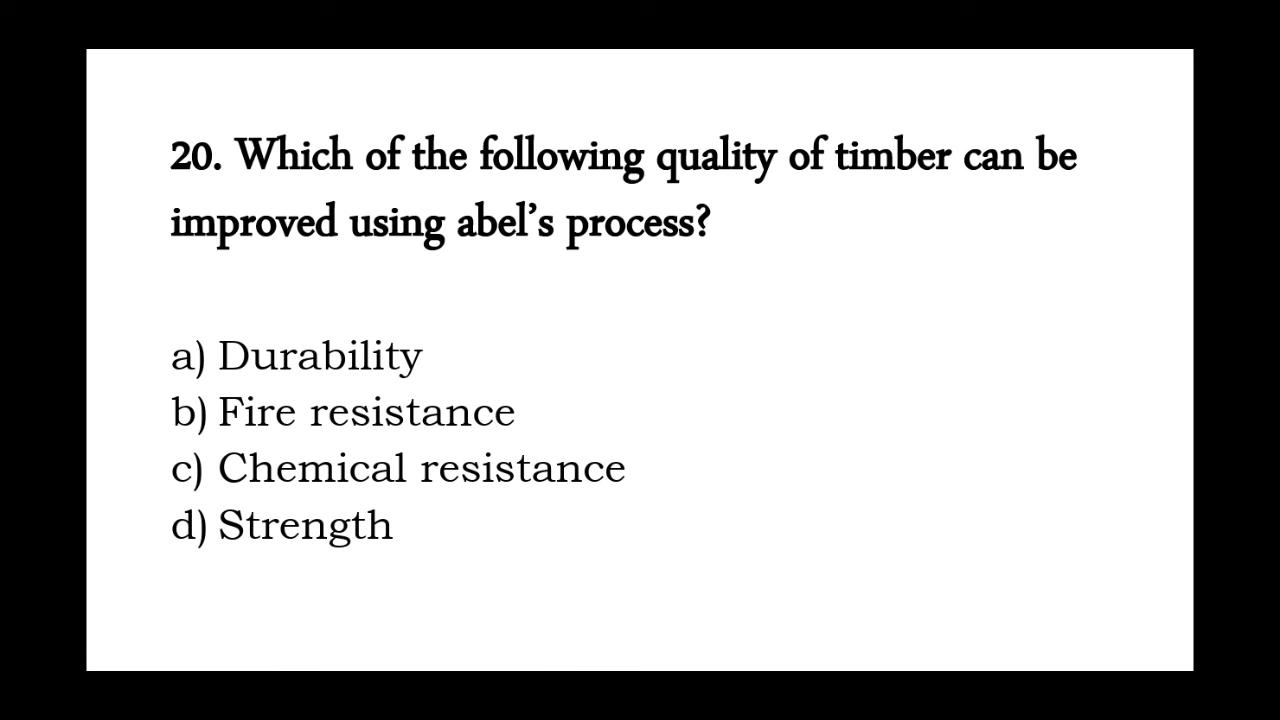 20. Which of the following quality of timber can be
improved using abel’s process?
a) Durability
b) Fire resistance
c) Chemical resistance
d) Strength